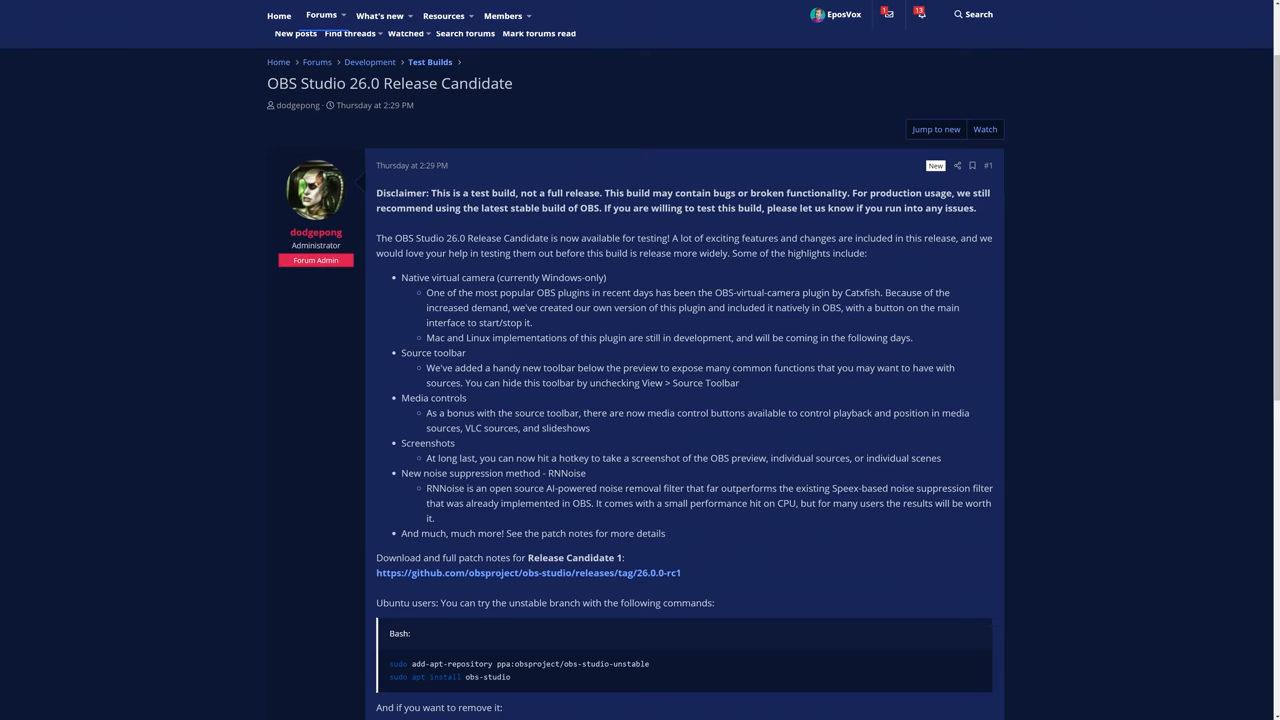 Home Forums What's new Resources Members EposVox 1 13 Search
New posts Find threads Watched Search forums Mark forums read
Home > Forums > Development > Test Builds >
OBS Studio 26.0 Release Candidate
dodgepong · Thursday at 2:29 PM
Jump to new Watch
Thursday at 2:29 PM New #1
Disclaimer: This is a test build, not a full release. This build may contain bugs or broken functionality. For production usage, we still
recommend using the latest stable build of OBS. If you are willing to test this build, please let us know if you run into any issues.
dodgepong
Administrator
Forum Admin
The OBS Studio 26.0 Release Candidate is now available for testing! A lot of exciting features and changes are included in this release, and we
would love your help in testing them out before this build is release more widely. Some of the highlights include:
• Native virtual camera (currently Windows-only)
○ One of the most popular OBS plugins in recent days has been the OBS-virtual-camera plugin by Catxfish. Because of the
increased demand, we've created our own version of this plugin and included it natively in OBS, with a button on the main
interface to start/stop it.
○ Mac and Linux implementations of this plugin are still in development, and will be coming in the following days.
• Source toolbar
○ We've added a handy new toolbar below the preview to expose many common functions that you may want to have with
sources. You can hide this toolbar by unchecking View > Source Toolbar
• Media controls
○ As a bonus with the source toolbar, there are now media control buttons available to control playback and position in media
sources, VLC sources, and slideshows
• Screenshots
○ At long last, you can now hit a hotkey to take a screenshot of the OBS preview, individual sources, or individual scenes
• New noise suppression method - RNNoise
○ RNNoise is an open source AI-powered noise removal filter that far outperforms the existing Speex-based noise suppression filter
that was already implemented in OBS. It comes with a small performance hit on CPU, but for many users the results will be worth
it.
• And much, much more! See the patch notes for more details
Download and full patch notes for Release Candidate 1:
https://github.com/obsproject/obs-studio/releases/tag/26.0.0-rc1
Ubuntu users: You can try the unstable branch with the following commands:
Bash:
sudo add-apt-repository ppa:obsproject/obs-studio-unstable
sudo apt install obs-studio
And if you want to remove it: